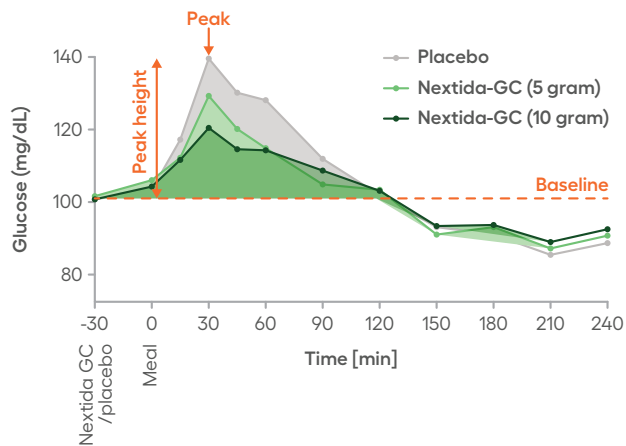 Peak
140
120
100
80
Glucose (mg/dL)
Peak height
Placebo
Nextida-GC (5 gram)
Nextida-GC (10 gram)
Baseline
-30
0
30
60
90
120
150
180
210
240
Nextida GC
/placebo
Meal
Time [min]